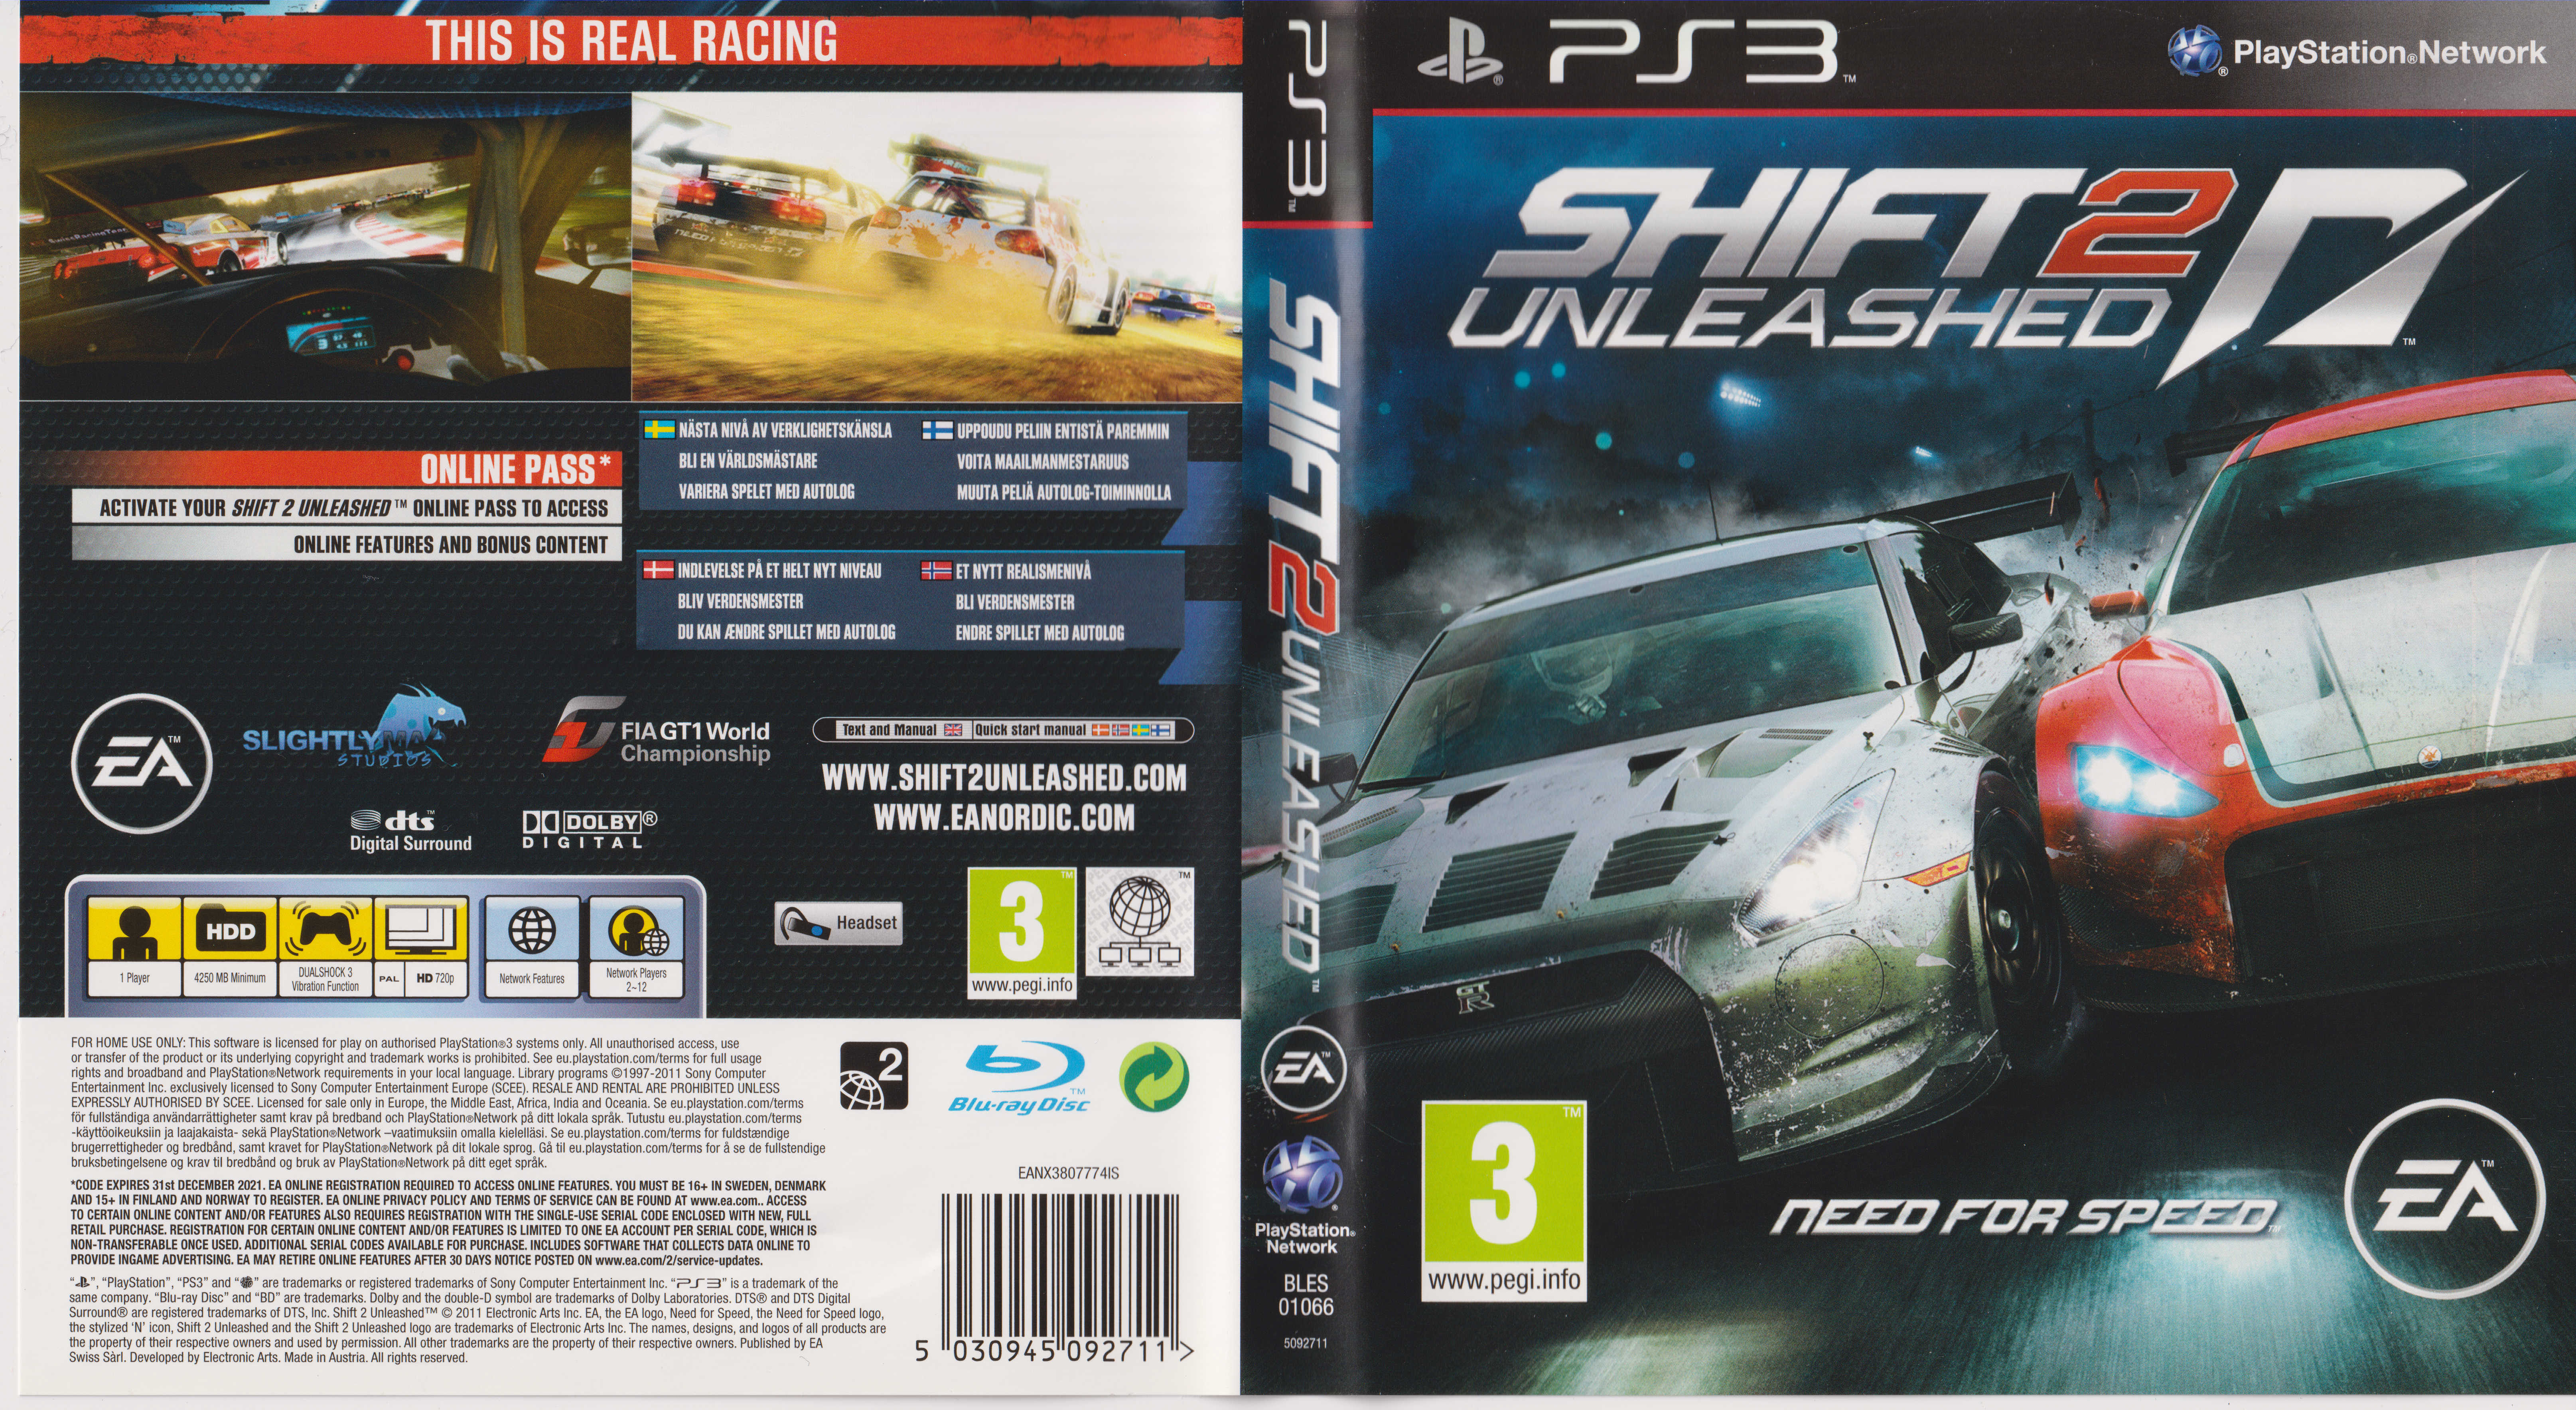 THIS IS REAL RACING
NÄSTA NIVÅ AV VERKLIGHETSKÄNSLA
BLI EN VÄRLDSMÄSTARE
VARIERA SPELET MED AUTOLOG
UPPOUDU PELIIN ENTISTÄ PAREMMIN
VOITA MAAILMANMESTARUUS
MUUTA PELIÄ AUTOLOG-TOIMINNOLLA
ONLINE PASS*
ACTIVATE YOUR SHIFT 2 UNLEASHED™ ONLINE PASS TO ACCESS
ONLINE FEATURES AND BONUS CONTENT
INDLEVELSE PÅ ET HELT NYT NIVEAU
BLIV VERDENSMESTER
DU KAN ÆNDRE SPILLET MED AUTOLOG
ET NYTT REALISMENIVÅ
BLI VERDENSMESTER
ENDRE SPILLET MED AUTOLOG
EA™
SLIGHTLY MAD
STUDIOS
FIA GT1 World
Championship
Text and Manual
Quick start manual
WWW.SHIFT2UNLEASHED.COM
WWW.EANORDIC.COM
dts™
Digital Surround
DOLBY®
DIGITAL
1 Player
HDD
4250 MB Minimum
DUALSHOCK 3
Vibration Function
PAL
HD 720p
Network Features
Network Players
2~12
Headset
3™
www.pegi.info
™
FOR HOME USE ONLY: This software is licensed for play on authorised PlayStation®3 systems only. All unauthorised access, use
or transfer of the product or its underlying copyright and trademark works is prohibited. See eu.playstation.com/terms for full usage
rights and broadband and PlayStation®Network requirements in your local language. Library programs ©1997-2011 Sony Computer
Entertainment Inc. exclusively licensed to Sony Computer Entertainment Europe (SCEE). RESALE AND RENTAL ARE PROHIBITED UNLESS
EXPRESSLY AUTHORISED BY SCEE. Licensed for sale only in Europe, the Middle East, Africa, India and Oceania. Se eu.playstation.com/terms
för fullständiga användarrättigheter samt krav på bredband och PlayStation®Network på ditt lokala språk. Tutustu eu.playstation.com/terms
-käyttöoikeuksiin ja laajakaista- sekä PlayStation®Network –vaatimuksiin omalla kielelläsi. Se eu.playstation.com/terms for fuldstændige
brugerrettigheder og bredbånd, samt kravet for PlayStation®Network på dit lokale sprog. Gå til eu.playstation.com/terms for å se de fullstendige
bruksbetingelsene og krav til bredbånd og bruk av PlayStation®Network på ditt eget språk.
*CODE EXPIRES 31st DECEMBER 2021. EA ONLINE REGISTRATION REQUIRED TO ACCESS ONLINE FEATURES. YOU MUST BE 16+ IN SWEDEN, DENMARK
AND 15+ IN FINLAND AND NORWAY TO REGISTER. EA ONLINE PRIVACY POLICY AND TERMS OF SERVICE CAN BE FOUND AT www.ea.com.. ACCESS
TO CERTAIN ONLINE CONTENT AND/OR FEATURES ALSO REQUIRES REGISTRATION WITH THE SINGLE-USE SERIAL CODE ENCLOSED WITH NEW, FULL
RETAIL PURCHASE. REGISTRATION FOR CERTAIN ONLINE CONTENT AND/OR FEATURES IS LIMITED TO ONE EA ACCOUNT PER SERIAL CODE, WHICH IS
NON-TRANSFERABLE ONCE USED. ADDITIONAL SERIAL CODES AVAILABLE FOR PURCHASE. INCLUDES SOFTWARE THAT COLLECTS DATA ONLINE TO
PROVIDE INGAME ADVERTISING. EA MAY RETIRE ONLINE FEATURES AFTER 30 DAYS NOTICE POSTED ON www.ea.com/2/service-updates.
“ ”, “PlayStation”, “PS3” and “ ” are trademarks or registered trademarks of Sony Computer Entertainment Inc. “PS3” is a trademark of the
same company. “Blu-ray Disc” and “BD” are trademarks. Dolby and the double-D symbol are trademarks of Dolby Laboratories. DTS® and DTS Digital
Surround® are registered trademarks of DTS, Inc. Shift 2 Unleashed™ © 2011 Electronic Arts Inc. EA, the EA logo, Need for Speed, the Need for Speed logo,
the stylized ‘N’ icon, Shift 2 Unleashed and the Shift 2 Unleashed logo are trademarks of Electronic Arts Inc. The names, designs, and logos of all products are
the property of their respective owners and used by permission. All other trademarks are the property of their respective owners. Published by EA
Swiss Sàrl. Developed by Electronic Arts. Made in Austria. All rights reserved.
2
Blu-ray Disc™
EANX3807774IS
5 030945 092711 >
PS3™
SHIFT 2 UNLEASHED™
EA™
PlayStation®
Network
BLES
01066
5092711
PS3™
PlayStation®Network
SHIFT 2
UNLEASHED™
GT
R
3™
www.pegi.info
NEED FOR SPEED™
EA™